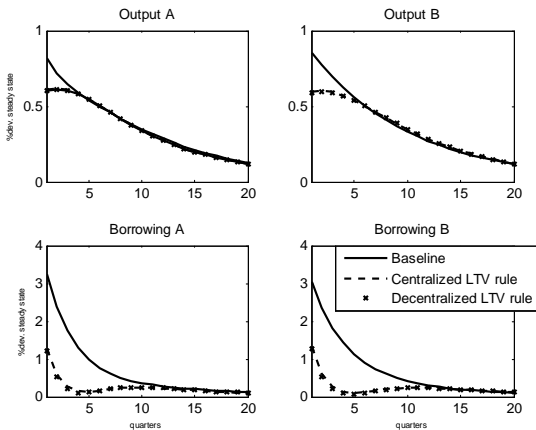 Output A
Output B
1
0.5
0
5
10
15
20
%dev. steady state
1
0.5
0
5
10
15
20
Borrowing A
Borrowing B
4
3
2
1
0
5
10
15
20
%dev. steady state
quarters
4
3
2
1
0
5
10
15
20
quarters
Baseline
Centralized LTV rule
Decentralized LTV rule